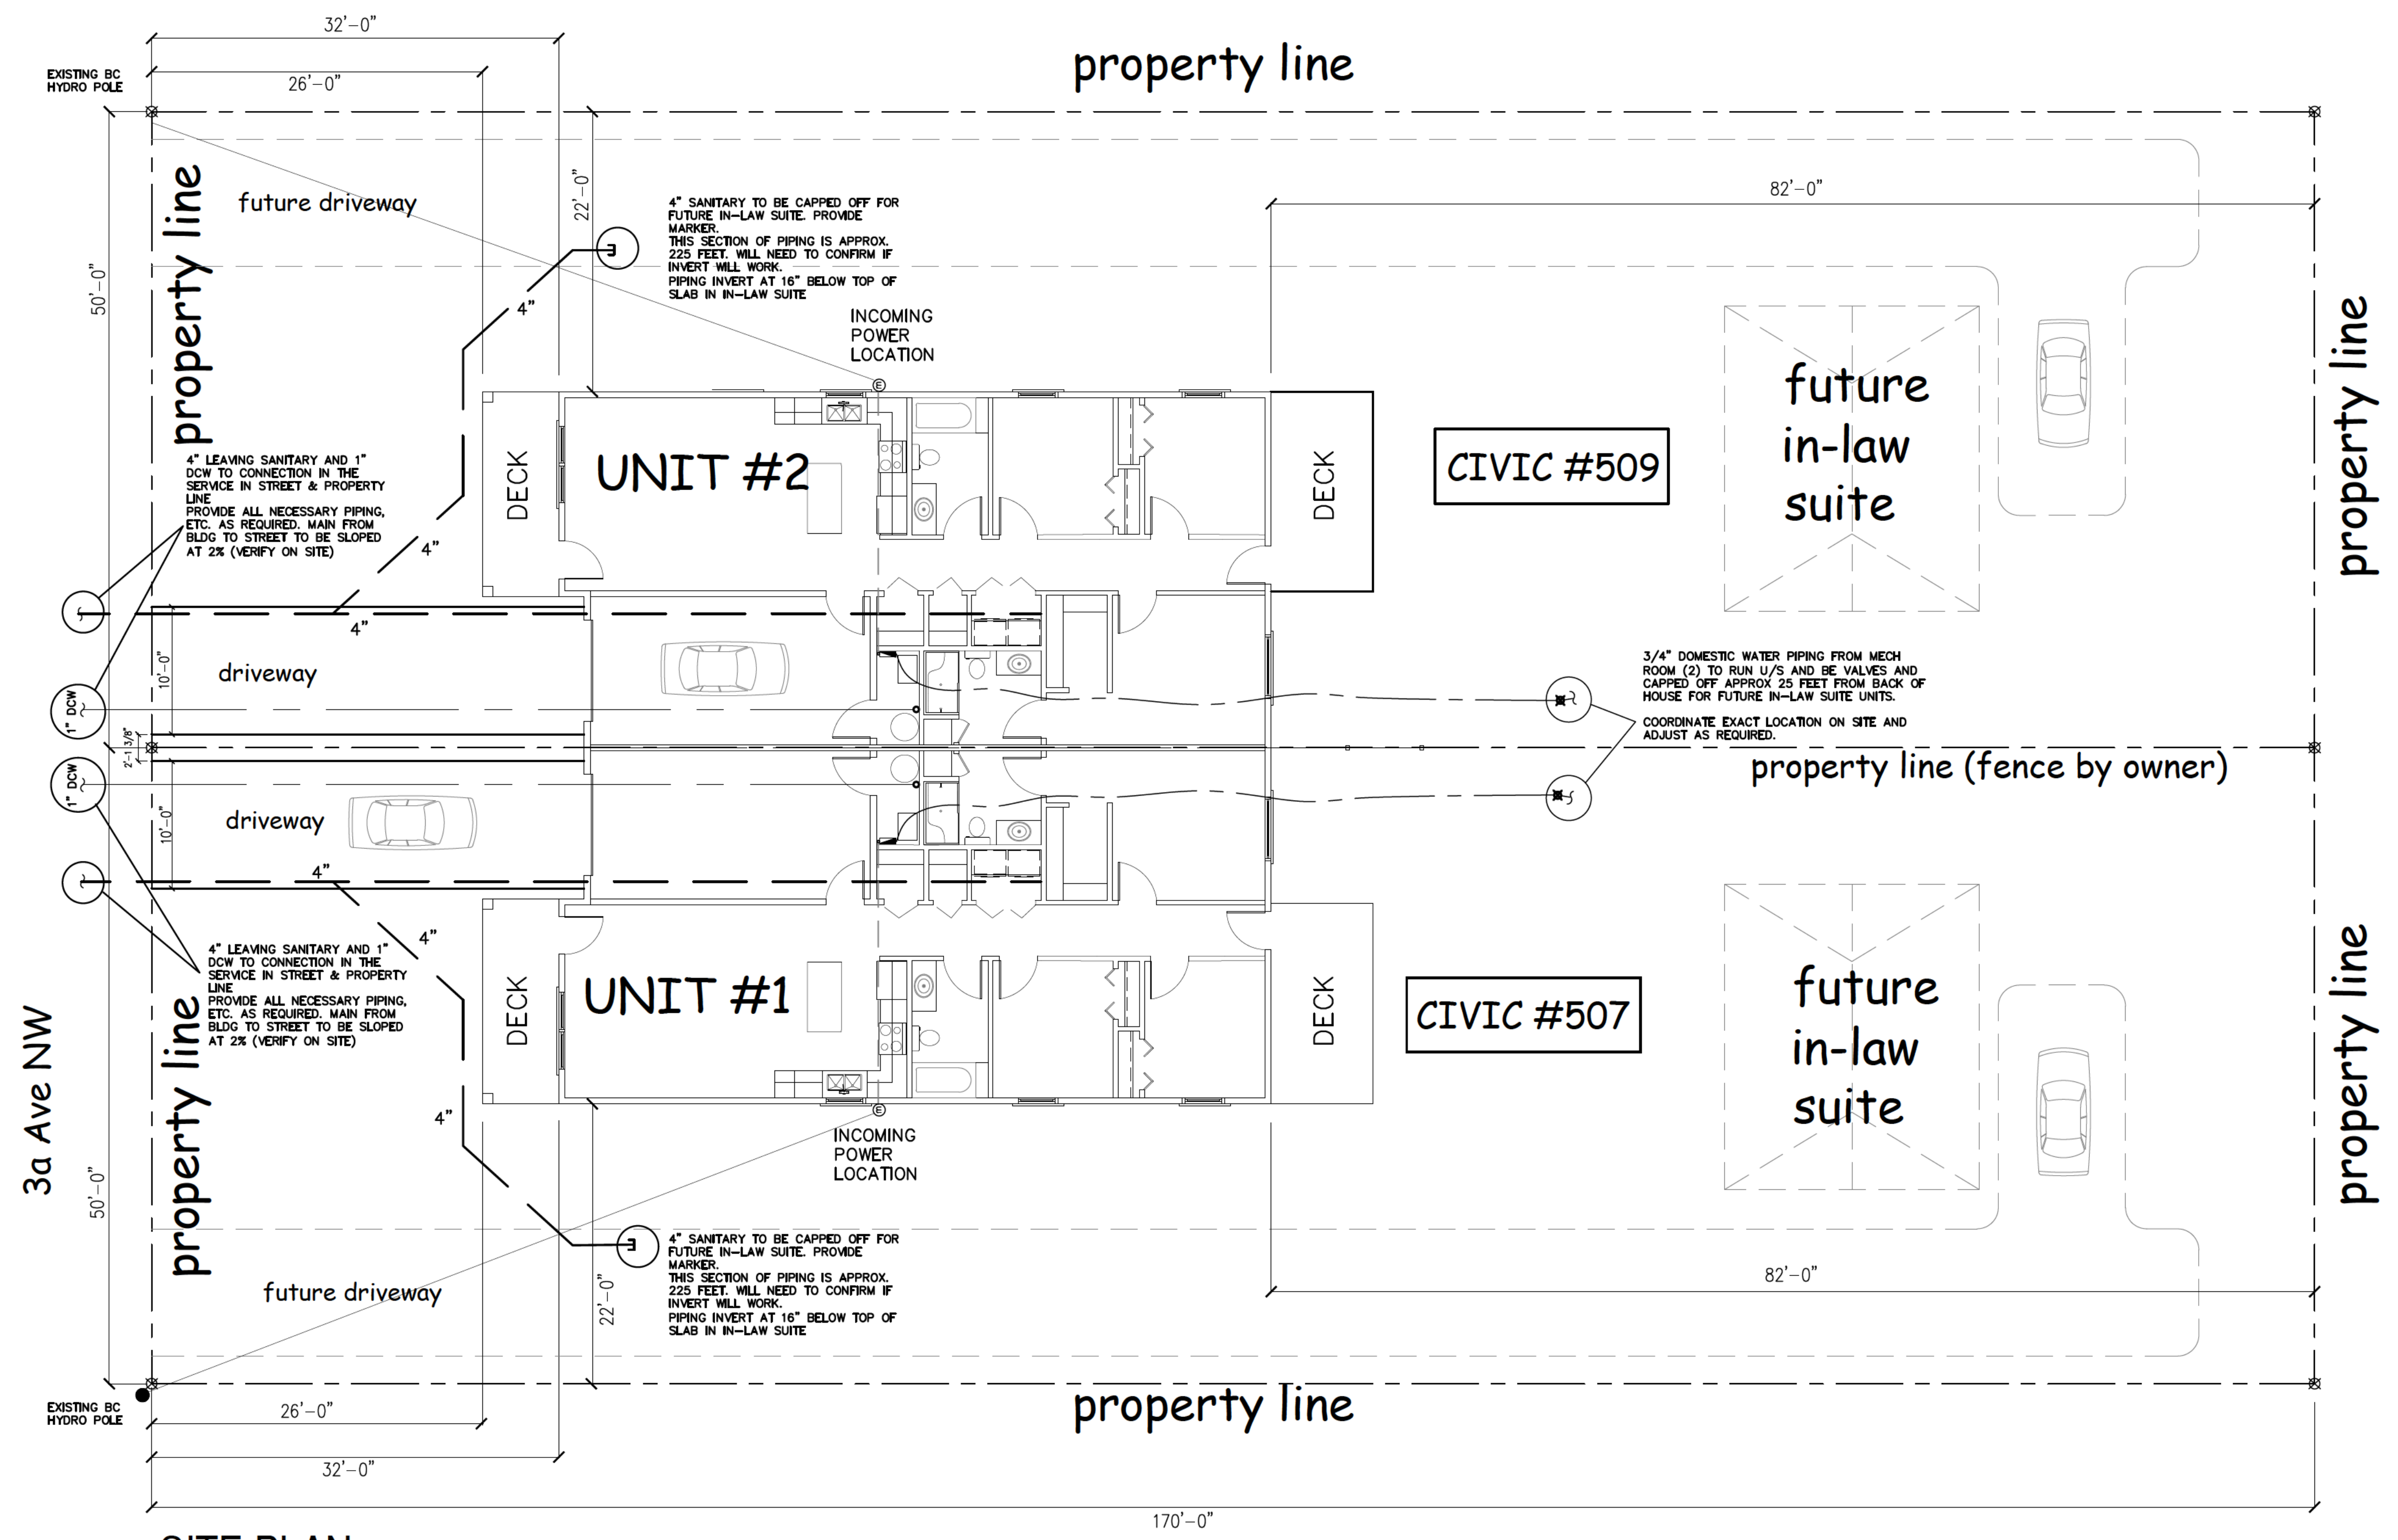 32'-0"
EXISTING BC
HYDRO POLE
26'-0"
property line
50'-0"
property line
future driveway
22'-0"
4" SANITARY TO BE CAPPED OFF FOR
FUTURE IN-LAW SUITE. PROVIDE
MARKER.
THIS SECTION OF PIPING IS APPROX.
225 FEET. WILL NEED TO CONFIRM IF
INVERT WILL WORK.
PIPING INVERT AT 16" BELOW TOP OF
SLAB IN IN-LAW SUITE
82'-0"
4"
INCOMING
POWER
LOCATION
E
property line
future
in-law
suite
4" LEAVING SANITARY AND 1"
DCW TO CONNECTION IN THE
SERVICE IN STREET & PROPERTY
LINE
PROVIDE ALL NECESSARY PIPING,
ETC. AS REQUIRED. MAIN FROM
BLDG TO STREET TO BE SLOPED
AT 2% (VERIFY ON SITE)
DECK
UNIT #2
DECK
CIVIC #509
4"
4"
10'-0"
driveway
1" DCW
3/4" DOMESTIC WATER PIPING FROM MECH
ROOM (2) TO RUN U/S AND BE VALVES AND
CAPPED OFF APPROX 25 FEET FROM BACK OF
HOUSE FOR FUTURE IN-LAW SUITE UNITS.
COORDINATE EXACT LOCATION ON SITE AND
ADJUST AS REQUIRED.
2'-1 3/8"
property line (fence by owner)
1" DCW
10'-0"
driveway
4"
4"
4" LEAVING SANITARY AND 1"
DCW TO CONNECTION IN THE
SERVICE IN STREET & PROPERTY
LINE
PROVIDE ALL NECESSARY PIPING,
ETC. AS REQUIRED. MAIN FROM
BLDG TO STREET TO BE SLOPED
AT 2% (VERIFY ON SITE)
DECK
UNIT #1
DECK
CIVIC #507
future
in-law
suite
property line
3a Ave NW
property line
50'-0"
4"
E
INCOMING
POWER
LOCATION
4" SANITARY TO BE CAPPED OFF FOR
FUTURE IN-LAW SUITE. PROVIDE
MARKER.
THIS SECTION OF PIPING IS APPROX.
225 FEET. WILL NEED TO CONFIRM IF
INVERT WILL WORK.
PIPING INVERT AT 16" BELOW TOP OF
SLAB IN IN-LAW SUITE
22'-0"
future driveway
82'-0"
EXISTING BC
HYDRO POLE
26'-0"
property line
32'-0"
170'-0"
SITE PLAN